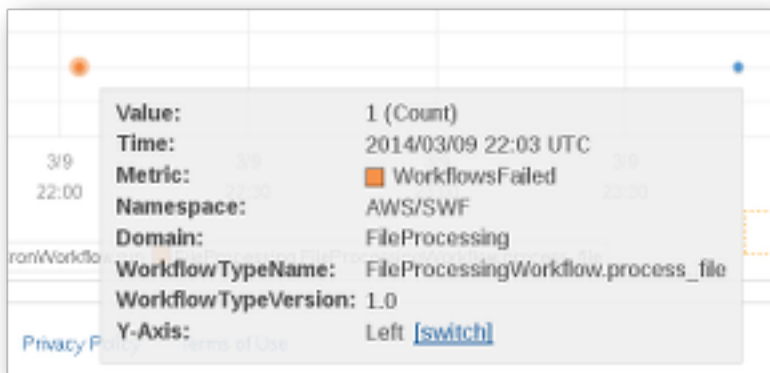 Value: 1 (Count)
Time: 2014/03/09 22:03 UTC
3/9 3/9 3/9
Metric: WorkflowsFailed
22:00 22:30 23:30
Namespace: AWS/SWF
Domain: FileProcessing
ronWorkflow
WorkflowTypeName: FileProcessingWorkflow.process_file
WorkflowTypeVersion: 1.0
Y-Axis: Left [switch]
Privacy Policy Terms of Use